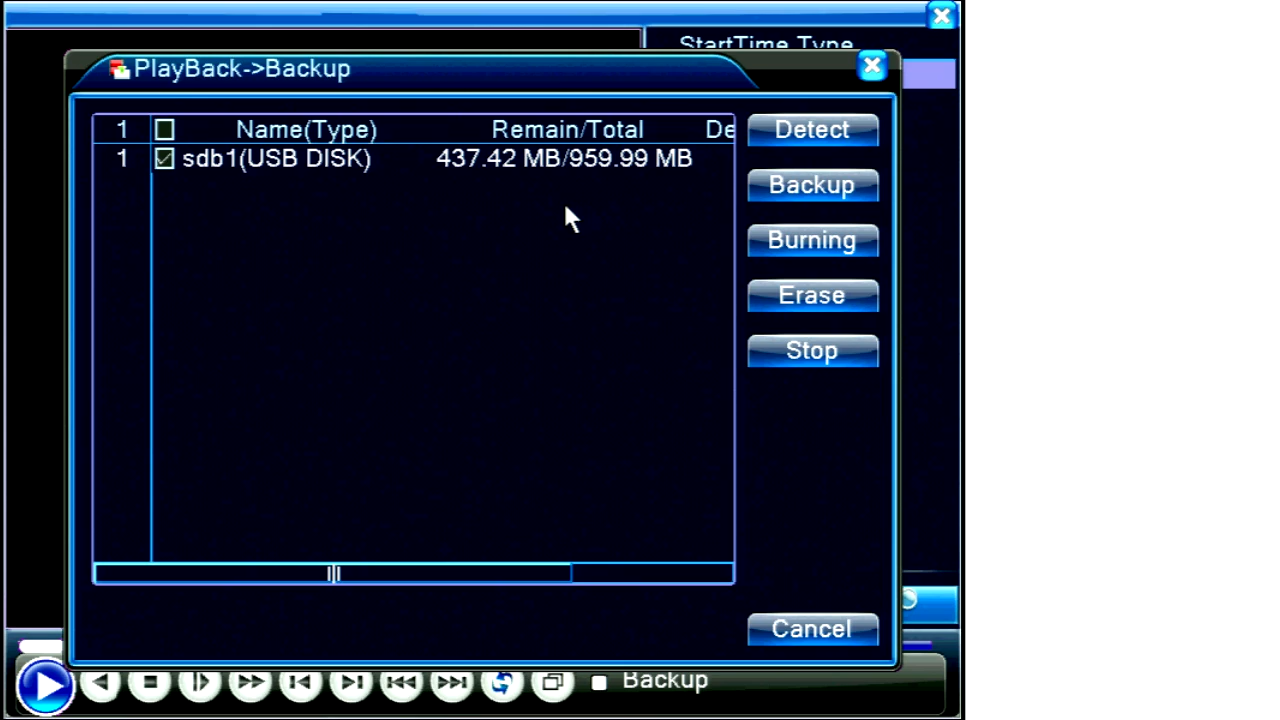 StartTime Type
PlayBack->Backup
1 Name(Type) Remain/Total De
1 sdb1(USB DISK) 437.42 MB/959.99 MB
Detect
Backup
Burning
Erase
Stop
Cancel
Backup